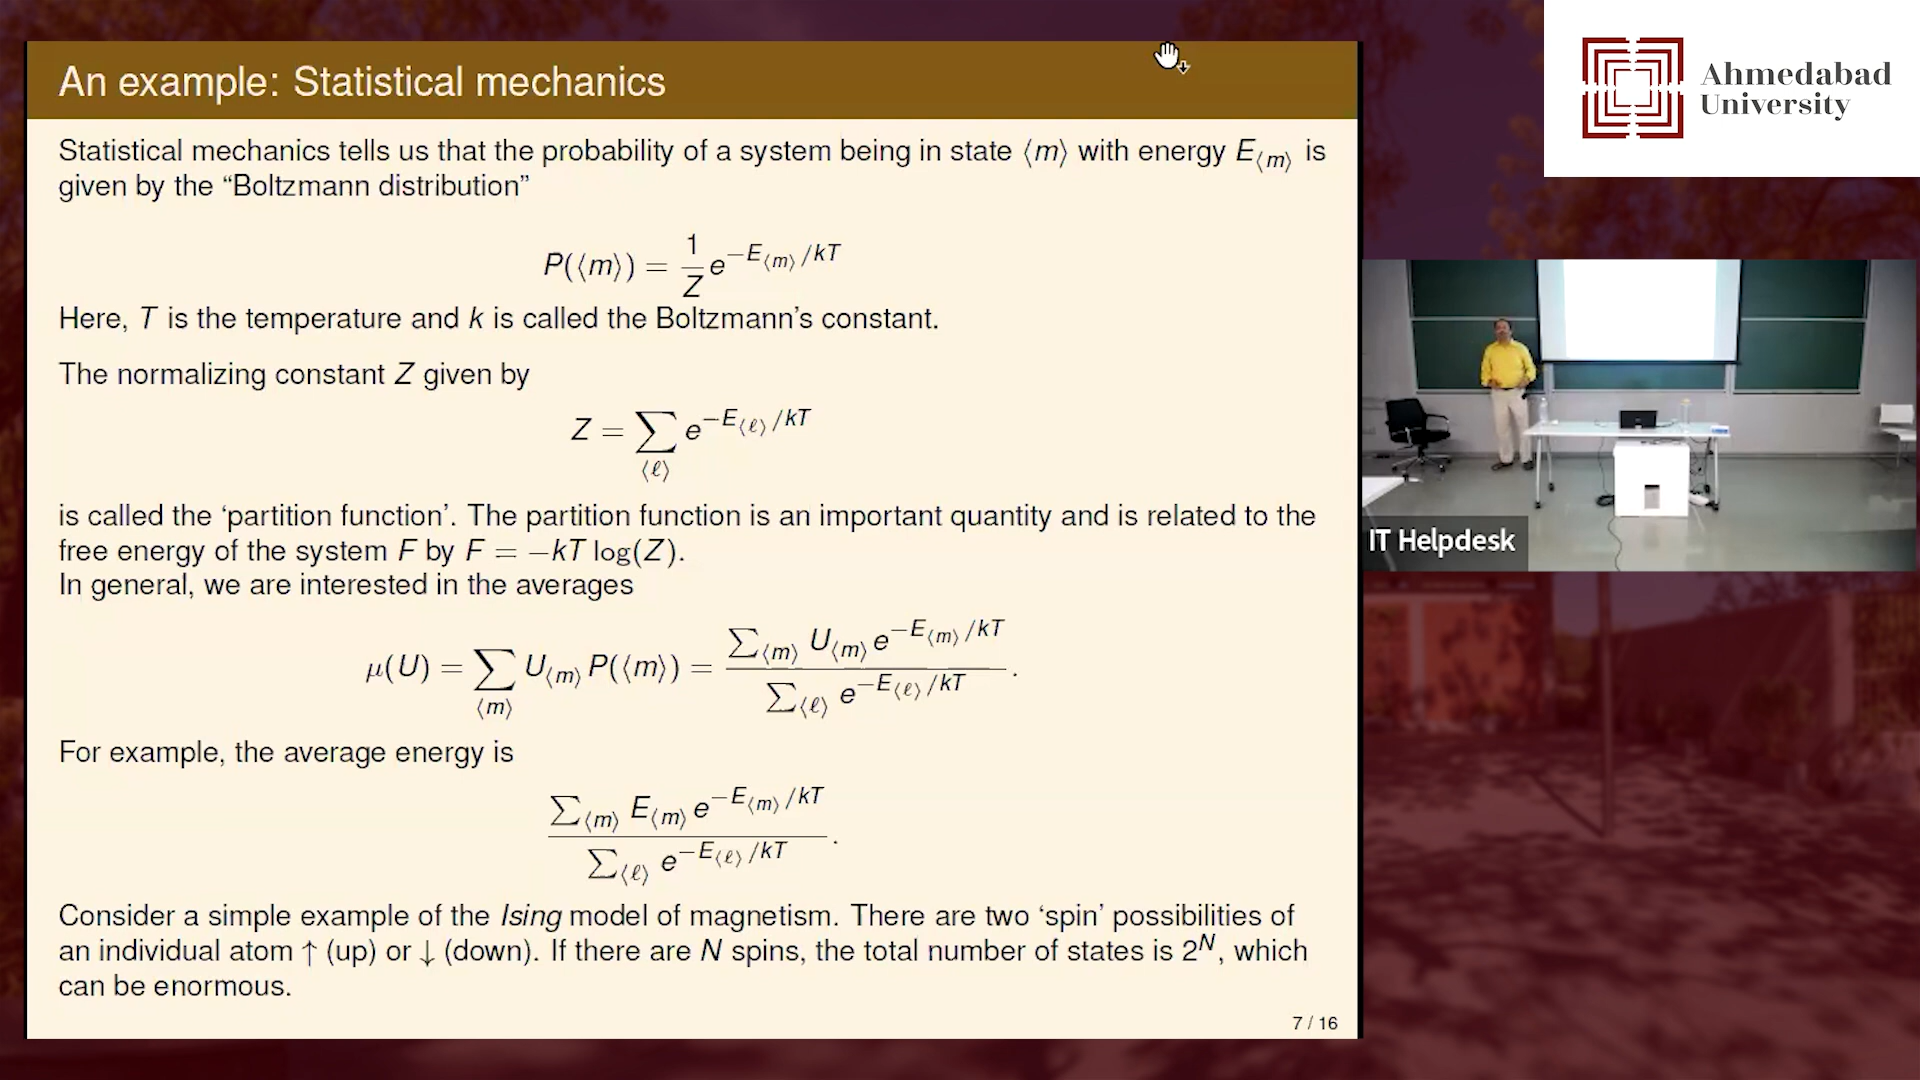 An example: Statistical mechanics
Statistical mechanics tells us that the probability of a system being in state ⟨m⟩ with energy E⟨m⟩ is
given by the “Boltzmann distribution”
P(⟨m⟩) = 1/Z e^{−E⟨m⟩/kT}
Here, T is the temperature and k is called the Boltzmann’s constant.
The normalizing constant Z given by
Z = ∑_{⟨ℓ⟩} e^{−E⟨ℓ⟩/kT}
is called the ‘partition function’. The partition function is an important quantity and is related to the
free energy of the system F by F = −kT log(Z).
In general, we are interested in the averages
μ(U) = ∑_{⟨m⟩} U⟨m⟩ P(⟨m⟩) = ∑⟨m⟩ U⟨m⟩ e^{−E⟨m⟩/kT} / ∑⟨ℓ⟩ e^{−E⟨ℓ⟩/kT} .
For example, the average energy is
∑⟨m⟩ E⟨m⟩ e^{−E⟨m⟩/kT} / ∑⟨ℓ⟩ e^{−E⟨ℓ⟩/kT} .
Consider a simple example of the Ising model of magnetism. There are two ‘spin’ possibilities of
an individual atom ↑ (up) or ↓ (down). If there are N spins, the total number of states is 2^N, which
can be enormous.
7 / 16
Ahmedabad
University
IT Helpdesk